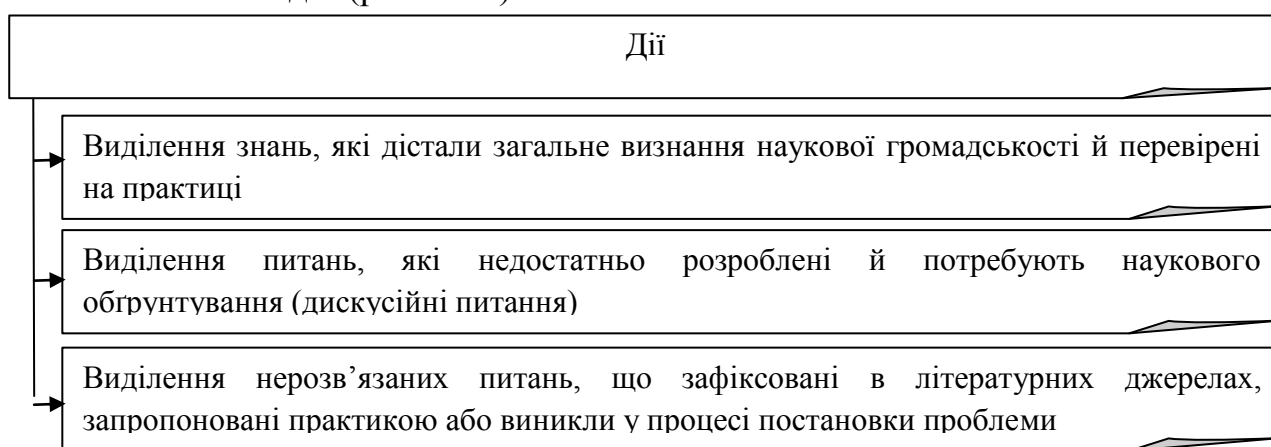 Дії
Виділення знань, які дістали загальне визнання наукової громадськості й перевірені
на практиці
Виділення питань, які недостатньо розроблені й потребують наукового
обґрунтування (дискусійні питання)
Виділення нерозв’язаних питань, що зафіксовані в літературних джерелах,
запропоновані практикою або виникли у процесі постановки проблеми